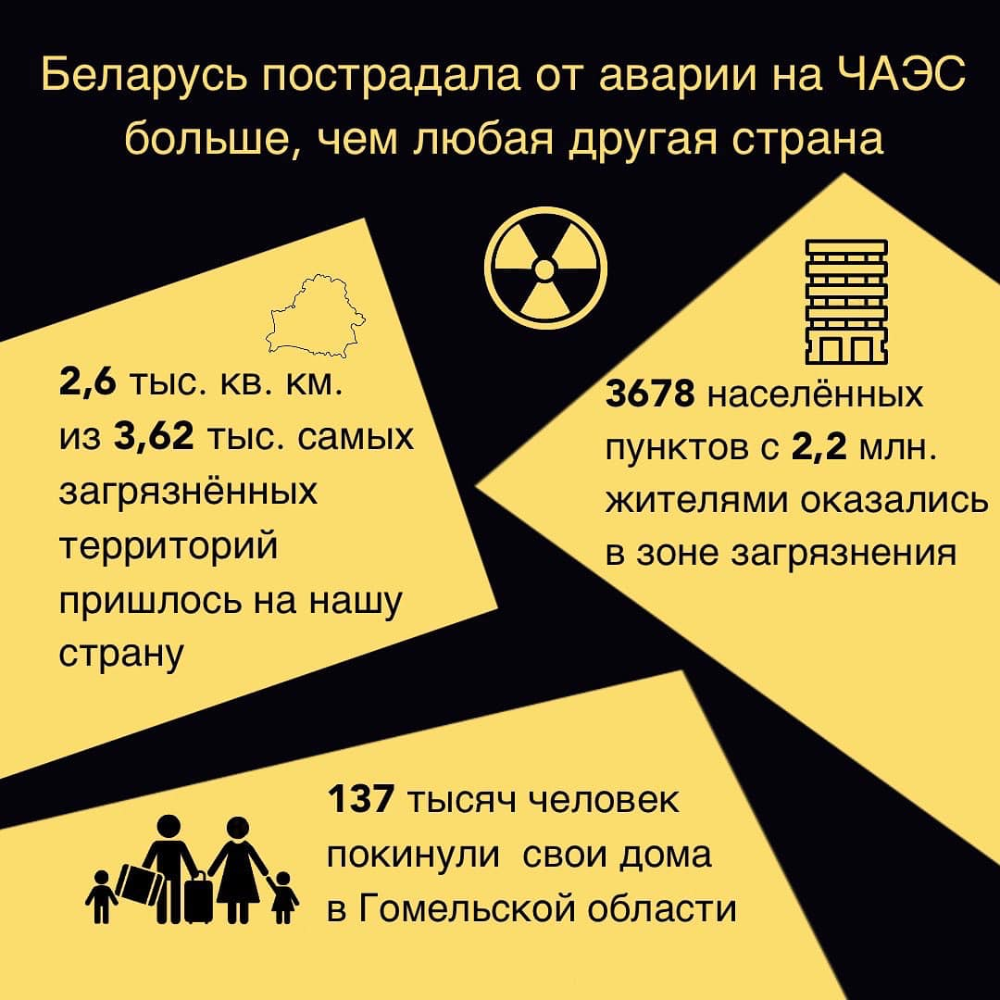 Беларусь пострадала от аварии на ЧАЭС
больше, чем любая другая страна
2,6 тыс. кв. км.
из 3,62 тыс. самых
загрязнённых
территорий
пришлось на нашу
страну
3678 населённых
пунктов с 2,2 млн.
жителями оказались
в зоне загрязнения
137 тысяч человек
покинули свои дома
в Гомельской области